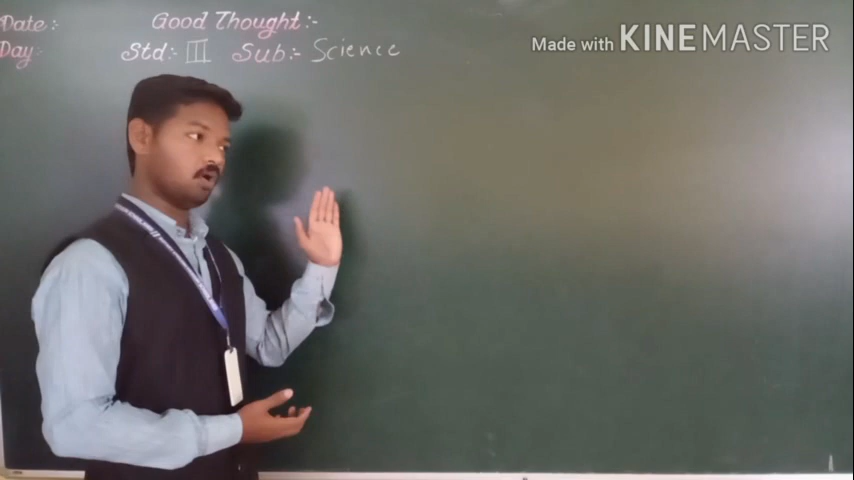 Date:
Good Thought:-
Day:
Std:- III Sub:- Science
Made with KINEMASTER